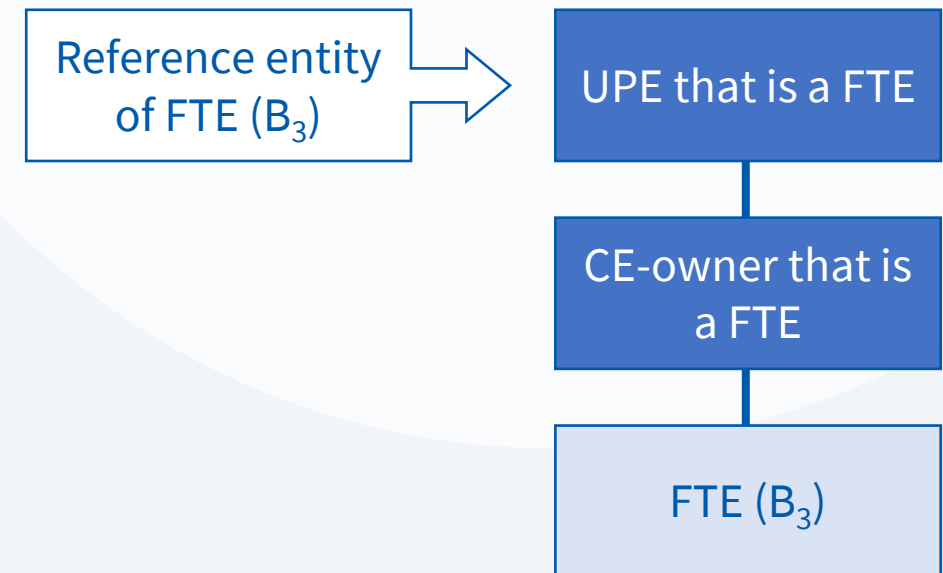 Reference entity
of FTE (B₃)
UPE that is a FTE
CE-owner that is
a FTE
FTE (B₃)